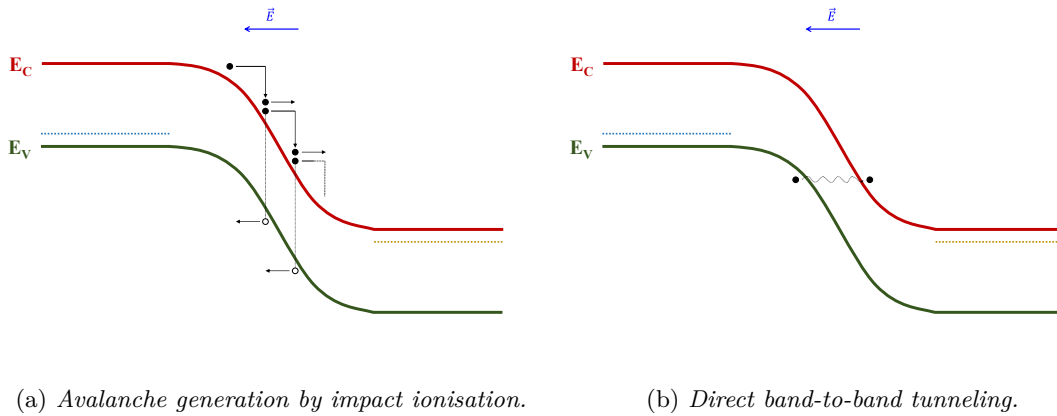 E⃗
E⃗
E_C
E_C
E_V
E_V
(a) Avalanche generation by impact ionisation.
(b) Direct band-to-band tunneling.